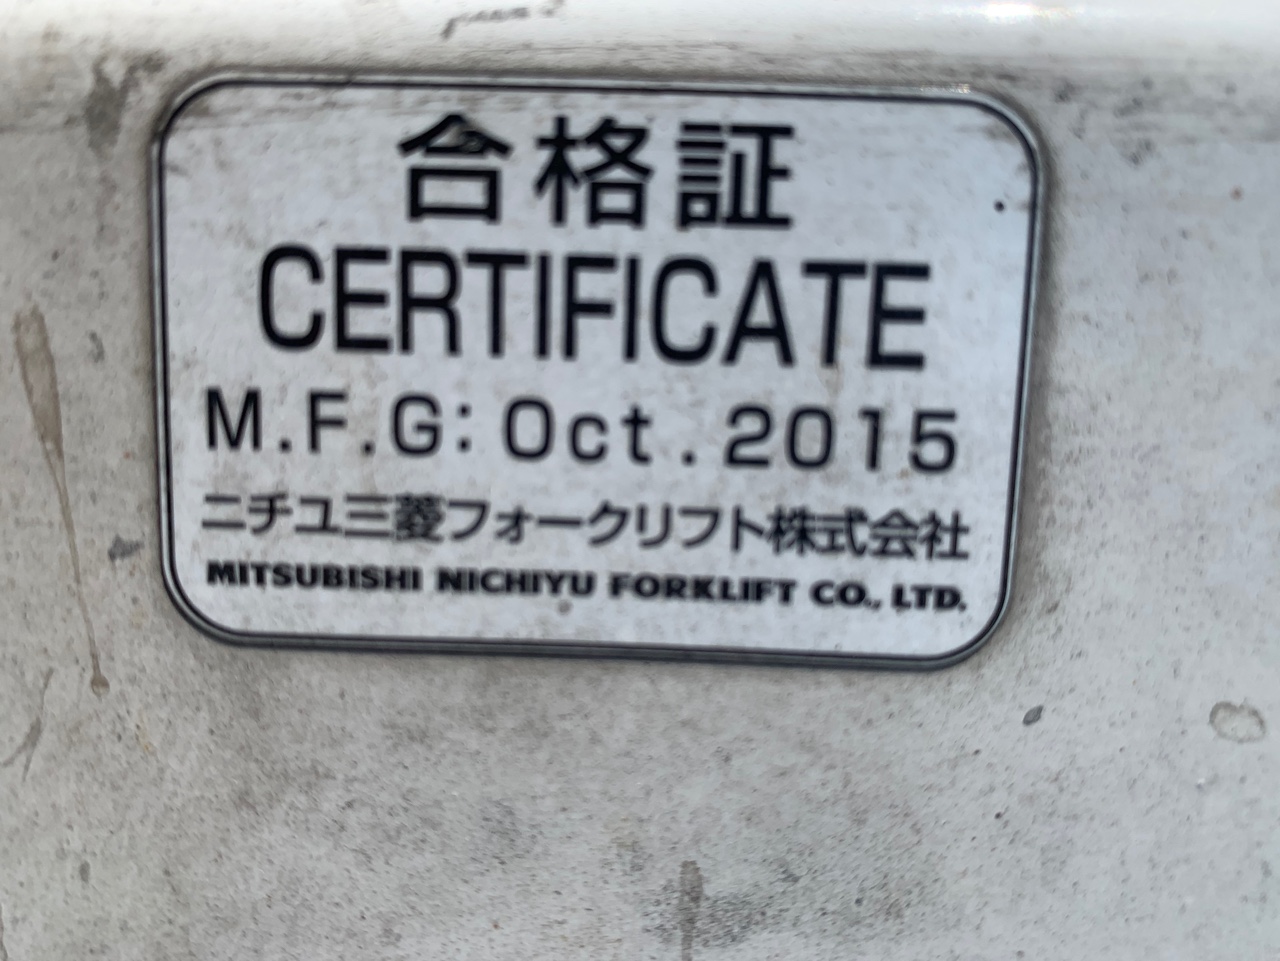 合格証
CERTIFICATE
M.F.G: Oct. 2015
ニチユ三菱フォークリフト株式会社
MITSUBISHI NICHIYU FORKLIFT CO., LTD.